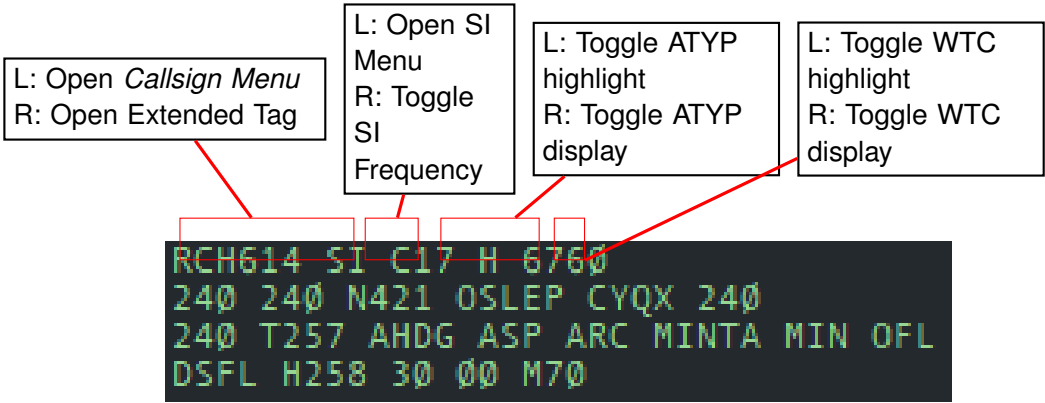 L: Open Callsign Menu
R: Open Extended Tag
L: Open SI
Menu
R: Toggle
SI
Frequency
L: Toggle ATYP
highlight
R: Toggle ATYP
display
L: Toggle WTC
highlight
R: Toggle WTC
display
RCH614 SI C17 H 6760
240 240 N421 OSLEP CYQX 240
240 T257 AHDG ASP ARC MINTA MIN OFL
DSFL H258 30 00 M70